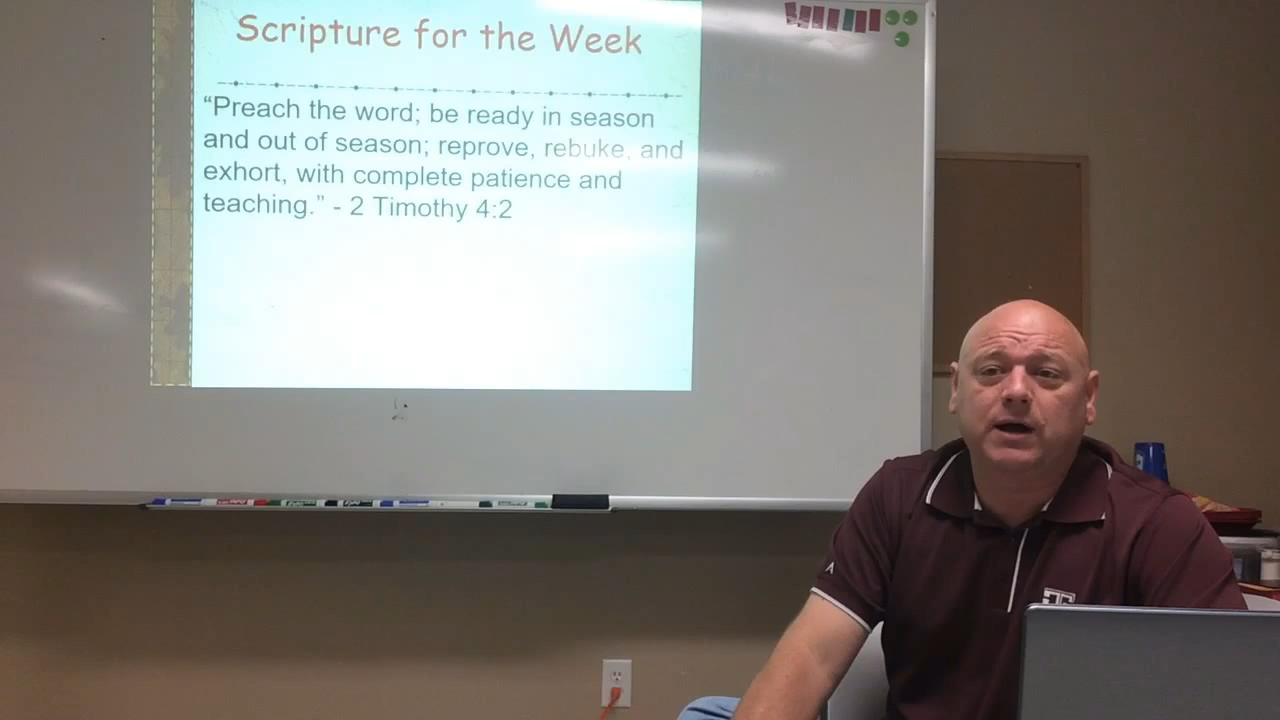 Scripture for the Week
“Preach the word; be ready in season
and out of season; reprove, rebuke, and
exhort, with complete patience and
teaching.” - 2 Timothy 4:2